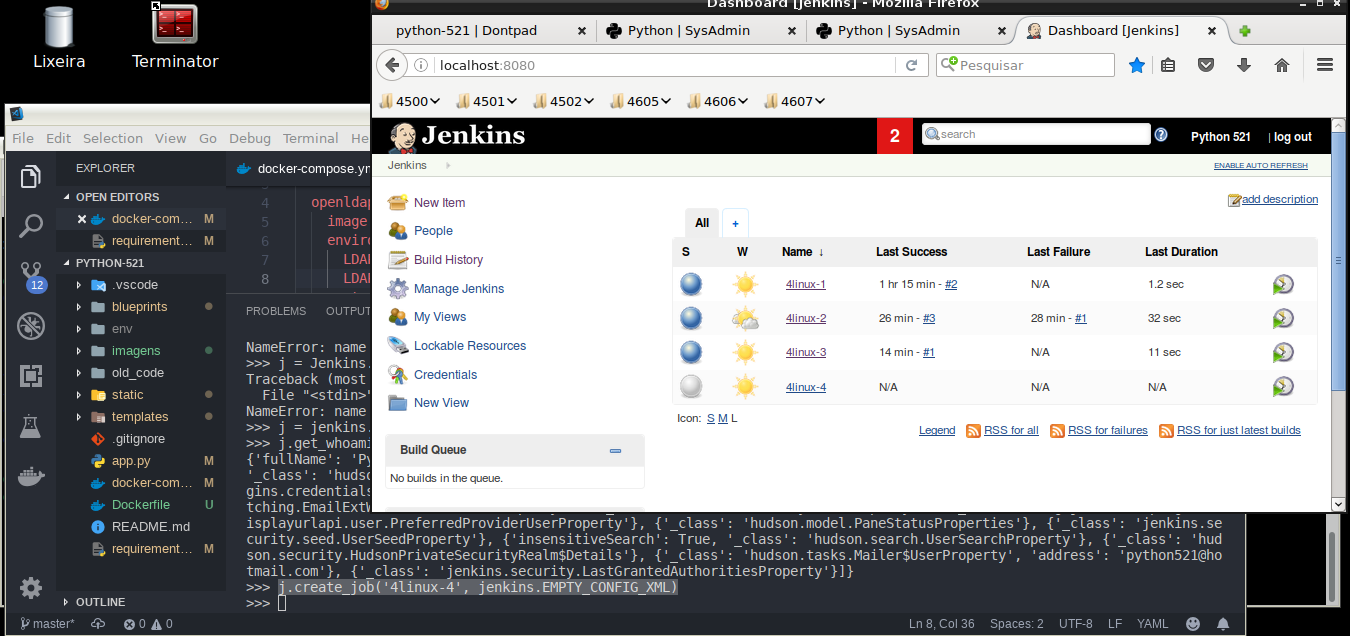 Lixeira
Terminator
Dashboard [Jenkins] - Mozilla Firefox
python-521 | Dontpad
Python | SysAdmin
Python | SysAdmin
Dashboard [Jenkins]
localhost:8080
Pesquisar
4500 4501 4502 4605 4606 4607
Jenkins
2
search
Python 521 | log out
Jenkins
ENABLE AUTO REFRESH
New Item
People
Build History
Manage Jenkins
My Views
Lockable Resources
Credentials
New View
Build Queue
No builds in the queue.
add description
All +
S W Name ↓ Last Success Last Failure Last Duration
4linux-1 1 hr 15 min - #2 N/A 1.2 sec
4linux-2 26 min - #3 28 min - #1 32 sec
4linux-3 14 min - #1 N/A 11 sec
4linux-4 N/A N/A N/A
Icon: S M L
Legend RSS for all RSS for failures RSS for just latest builds
File Edit Selection View Go Debug Terminal He
EXPLORER
OPEN EDITORS
docker-com... M
requirement... M
PYTHON-521
.vscode
blueprints
env
imagens
old_code
static
templates
.gitignore
app.py M
docker-com... M
Dockerfile U
README.md
requirement... M
OUTLINE
12
docker-compose.ym
4 openldap
5 image
6 enviro
7 LDAP
8 LDAP
PROBLEMS OUTPUT
NameError: name
>>> j = Jenkins.
Traceback (most
File "<stdin>"
NameError: name
>>> j = jenkins.
>>> j.get_whoami
{'fullName': 'Py
'_class': 'hudso
gins.credentials
tching.EmailExtW
isplayurlapi.user.PreferredProviderUserProperty'}, {'_class': 'hudson.model.PaneStatusProperties'}, {'_class': 'jenkins.se
curity.seed.UserSeedProperty'}, {'insensitiveSearch': True, '_class': 'hudson.search.UserSearchProperty'}, {'_class': 'hud
son.security.HudsonPrivateSecurityRealm$Details'}, {'_class': 'hudson.tasks.Mailer$UserProperty', 'address': 'python521@ho
tmail.com'}, {'_class': 'jenkins.security.LastGrantedAuthoritiesProperty'}]}
>>> j.create_job('4linux-4', jenkins.EMPTY_CONFIG_XML)
>>>
master* 0 0
Ln 8, Col 36 Spaces: 2 UTF-8 LF YAML